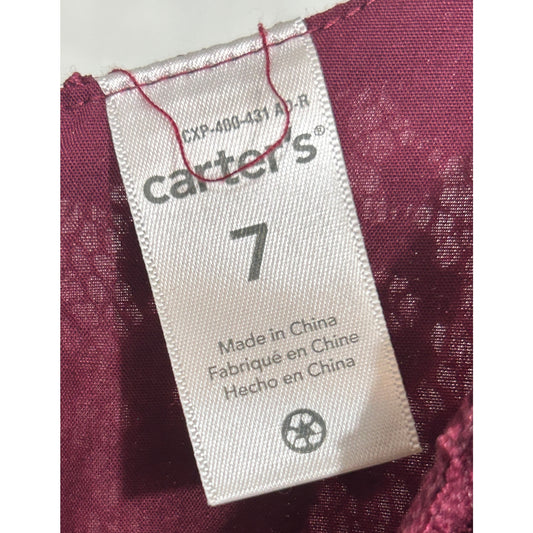 CXP-400-431 AD-R
carter's®
7
Made in China
Fabriqué en Chine
Hecho en China